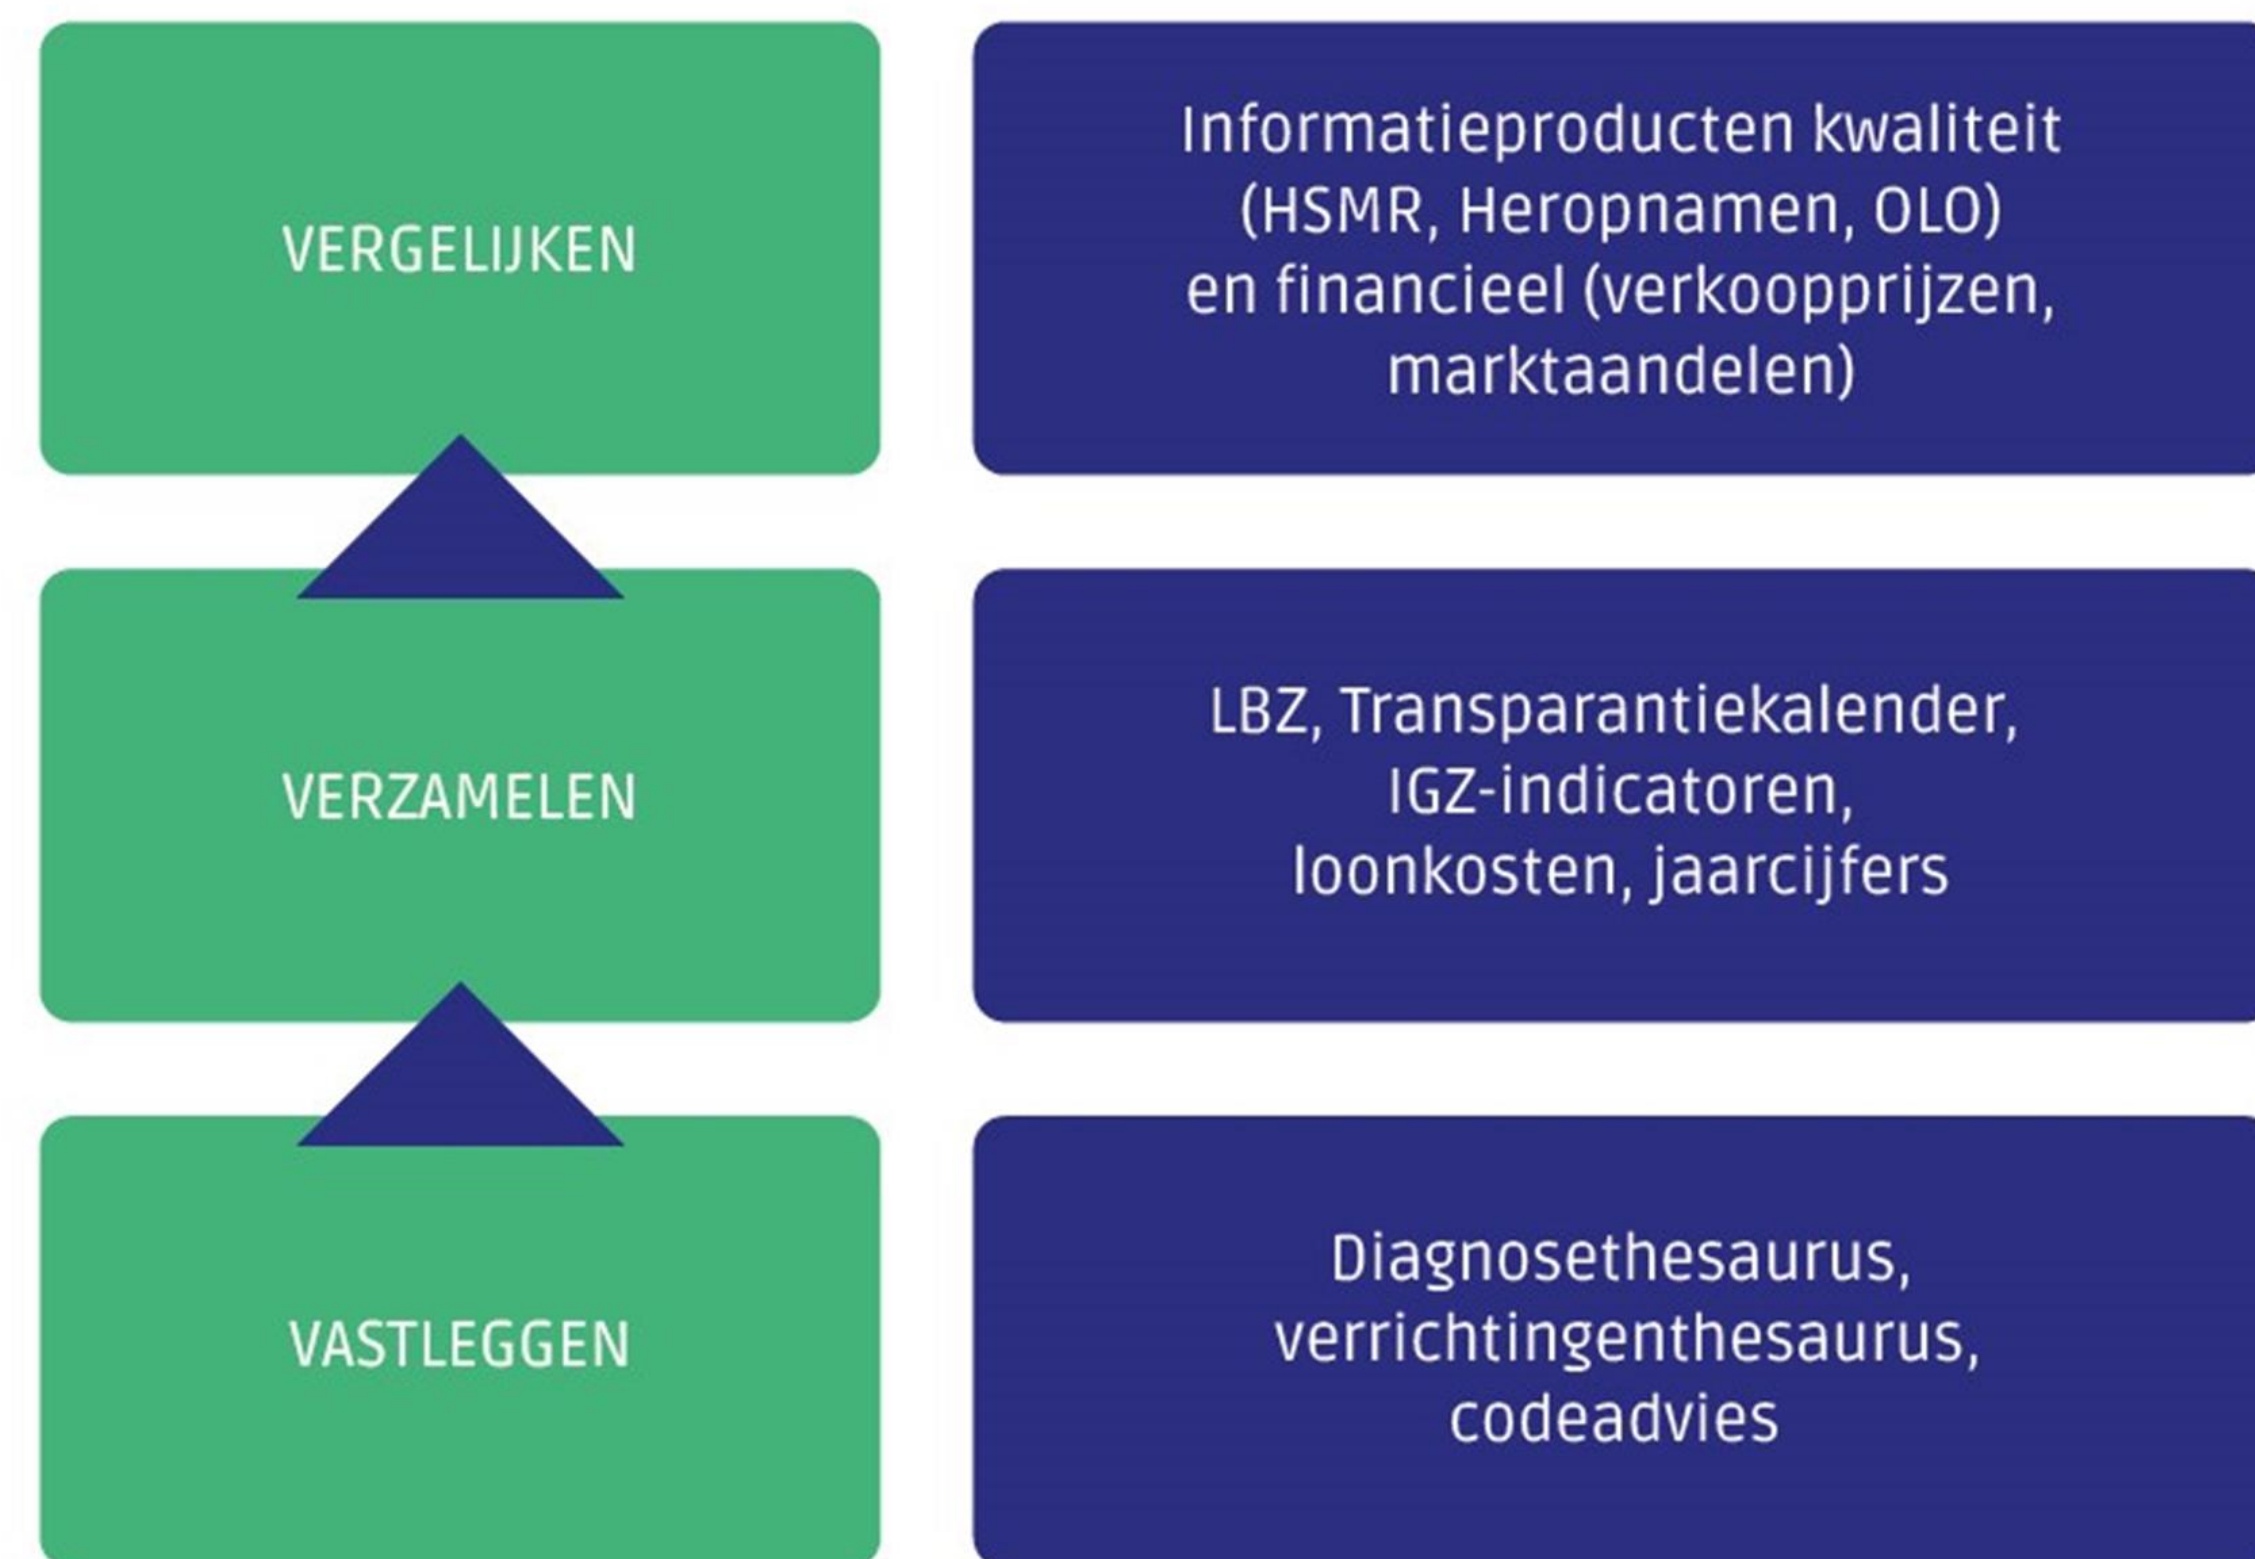 VERGELIJKEN
Informatieproducten kwaliteit
(HSMR, Heropnamen, OLO)
en financieel (verkoopprijzen,
marktaandelen)
VERZAMELEN
LBZ, Transparantiekalender,
IGZ-indicatoren,
loonkosten, jaarcijfers
VASTLEGGEN
Diagnosethesaurus,
verrichtingenthesaurus,
codeadvies